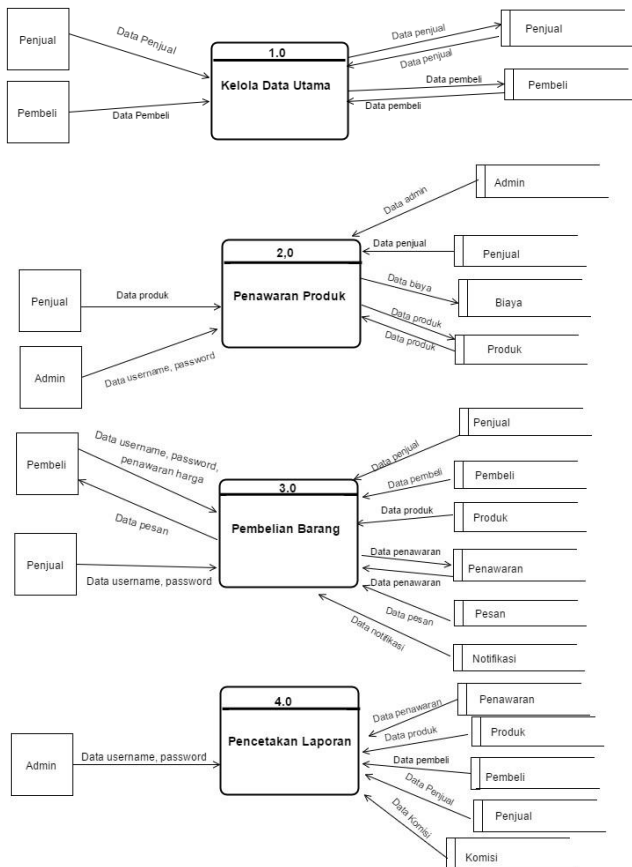 Penjual
Data Penjual
1.0
Kelola Data Utama
Data penjual
Data penjual
Penjual
Pembeli
Data Pembeli
Data pembeli
Data pembeli
Pembeli
Data admin
Admin
2,0
Penawaran Produk
Data penjual
Penjual
Penjual
Data produk
Data biaya
Biaya
Data produk
Data produk
Produk
Admin
Data username, password
Pembeli
Data username, password,
penawaran harga
Data pesan
3.0
Pembelian Barang
Data penjual
Penjual
Data pembeli
Pembeli
Data produk
Produk
Data penawaran
Data penawaran
Penawaran
Penjual
Data username, password
Data pesan
Pesan
Data notifikasi
Notifikasi
4.0
Pencetakan Laporan
Admin
Data username, password
Data penawaran
Penawaran
Data produk
Produk
Data pembeli
Pembeli
Data Penjual
Penjual
Data Komisi
Komisi